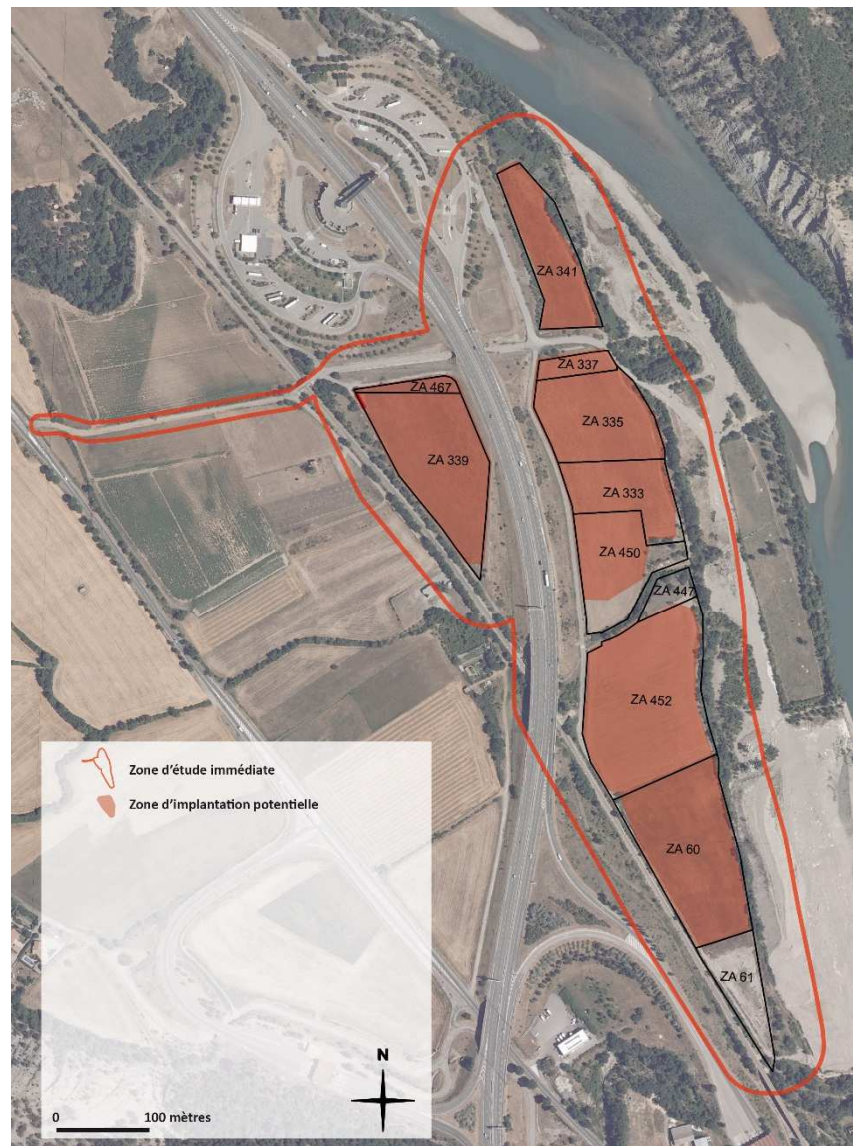 ZA 341
ZA 337
ZA 467
ZA 335
ZA 339
ZA 333
ZA 450
ZA 447
ZA 452
ZA 60
ZA 61
Zone d'étude immédiate
Zone d'implantation potentielle
N
0 100 mètres